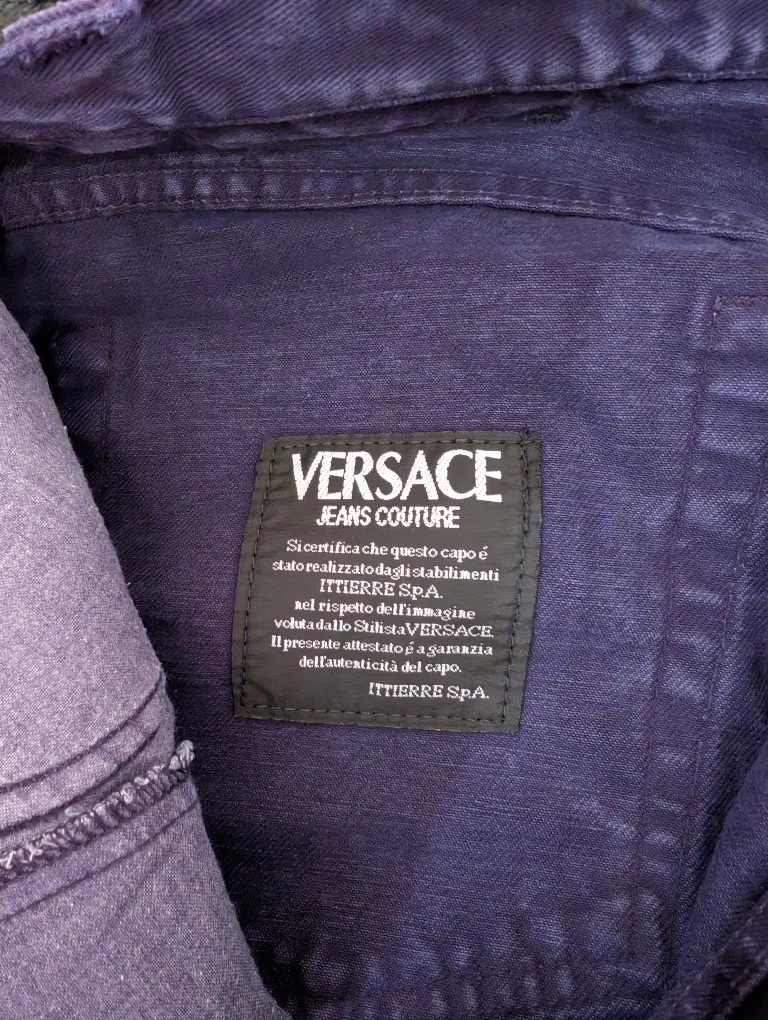 VERSACE
JEANS COUTURE
Si certifica che questo capo é
stato realizzato dagli stabilimenti
ITTIERRE S.p.A.
nel rispetto dell'immagine
voluta dallo Stilista VERSACE.
Il presente attestato é a garanzia
dell'autenticità del capo.
ITTIERRE S.p.A.